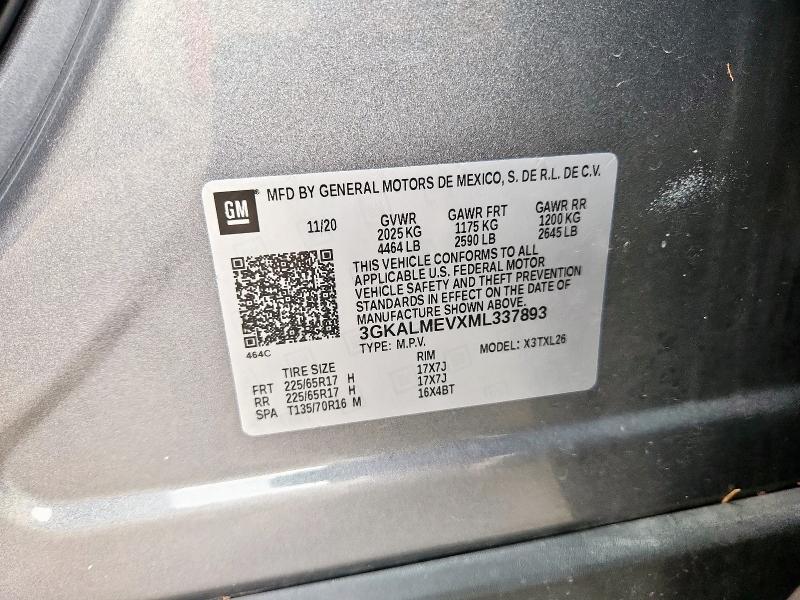 GM
MFD BY GENERAL MOTORS DE MEXICO, S. DE R.L. DE C.V.
11/20 GVWR GAWR FRT GAWR RR
2025 KG 1175 KG 1200 KG
4464 LB 2590 LB 2645 LB
THIS VEHICLE CONFORMS TO ALL
APPLICABLE U.S. FEDERAL MOTOR
VEHICLE SAFETY AND THEFT PREVENTION
STANDARDS IN EFFECT ON THE DATE OF
MANUFACTURE SHOWN ABOVE.
3GKALMEVXML337893
TYPE: M.P.V. MODEL: X3TXL26
464C
TIRE SIZE RIM
FRT 225/65R17 H 17X7J
RR 225/65R17 H 17X7J
SPA T135/70R16 M 16X4BT